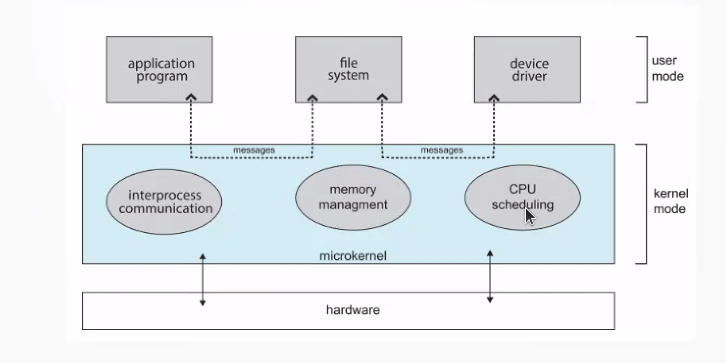 application
program
file
system
device
driver
user
mode
messages
messages
interprocess
communication
memory
managment
CPU
scheduling
kernel
mode
microkernel
hardware